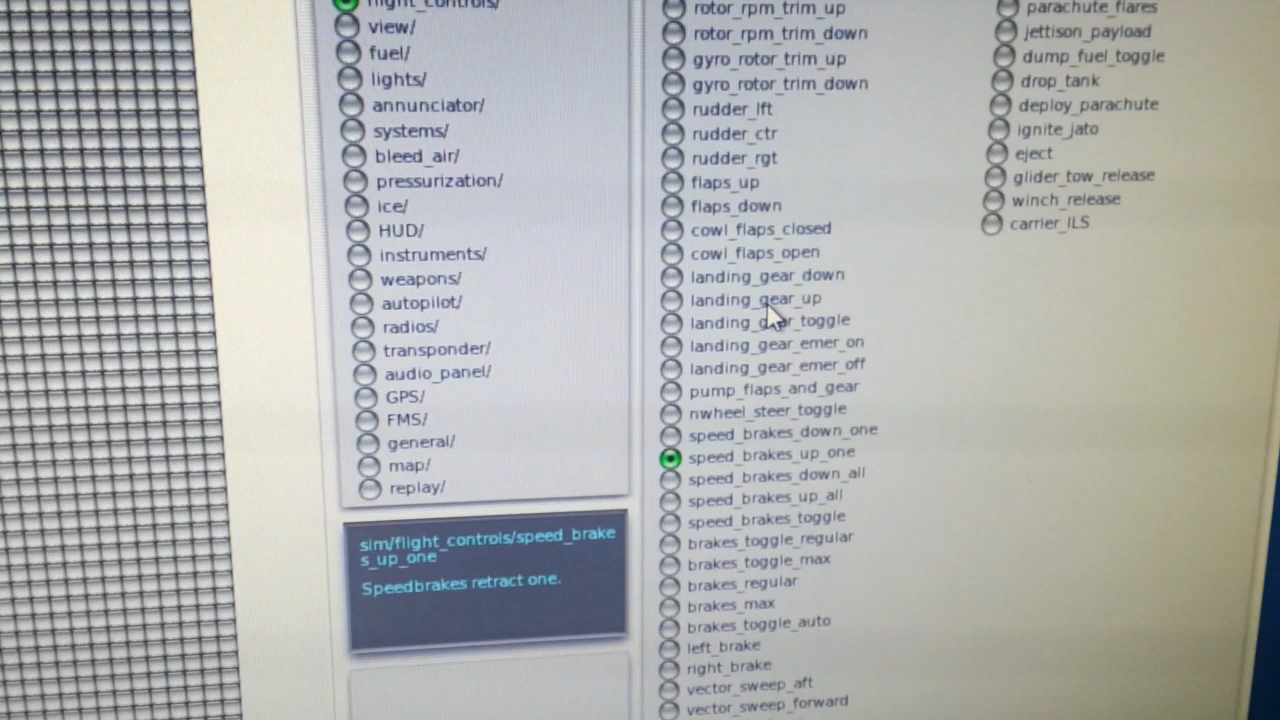 flight_controls/
view/
fuel/
lights/
annunciator/
systems/
bleed_air/
pressurization/
ice/
HUD/
instruments/
weapons/
autopilot/
radios/
transponder/
audio_panel/
GPS/
FMS/
general/
map/
replay/
sim/flight_controls/speed_brake
s_up_one
Speedbrakes retract one.
rotor_rpm_trim_up
rotor_rpm_trim_down
gyro_rotor_trim_up
gyro_rotor_trim_down
rudder_lft
rudder_ctr
rudder_rgt
flaps_up
flaps_down
cowl_flaps_closed
cowl_flaps_open
landing_gear_down
landing_gear_up
landing_gear_toggle
landing_gear_emer_on
landing_gear_emer_off
pump_flaps_and_gear
nwheel_steer_toggle
speed_brakes_down_one
speed_brakes_up_one
speed_brakes_down_all
speed_brakes_up_all
speed_brakes_toggle
brakes_toggle_regular
brakes_toggle_max
brakes_regular
brakes_max
brakes_toggle_auto
left_brake
right_brake
vector_sweep_aft
vector_sweep_forward
parachute_flares
jettison_payload
dump_fuel_toggle
drop_tank
deploy_parachute
ignite_jato
eject
glider_tow_release
winch_release
carrier_ILS